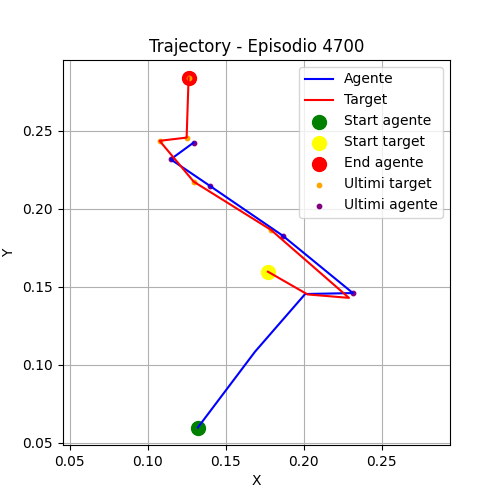 Trajectory - Episodio 4700
Agente
Target
Start agente
Start target
End agente
Ultimi target
Ultimi agente
0.25
0.20
0.15
0.10
0.05
Y
0.05
0.10
0.15
0.20
0.25
X